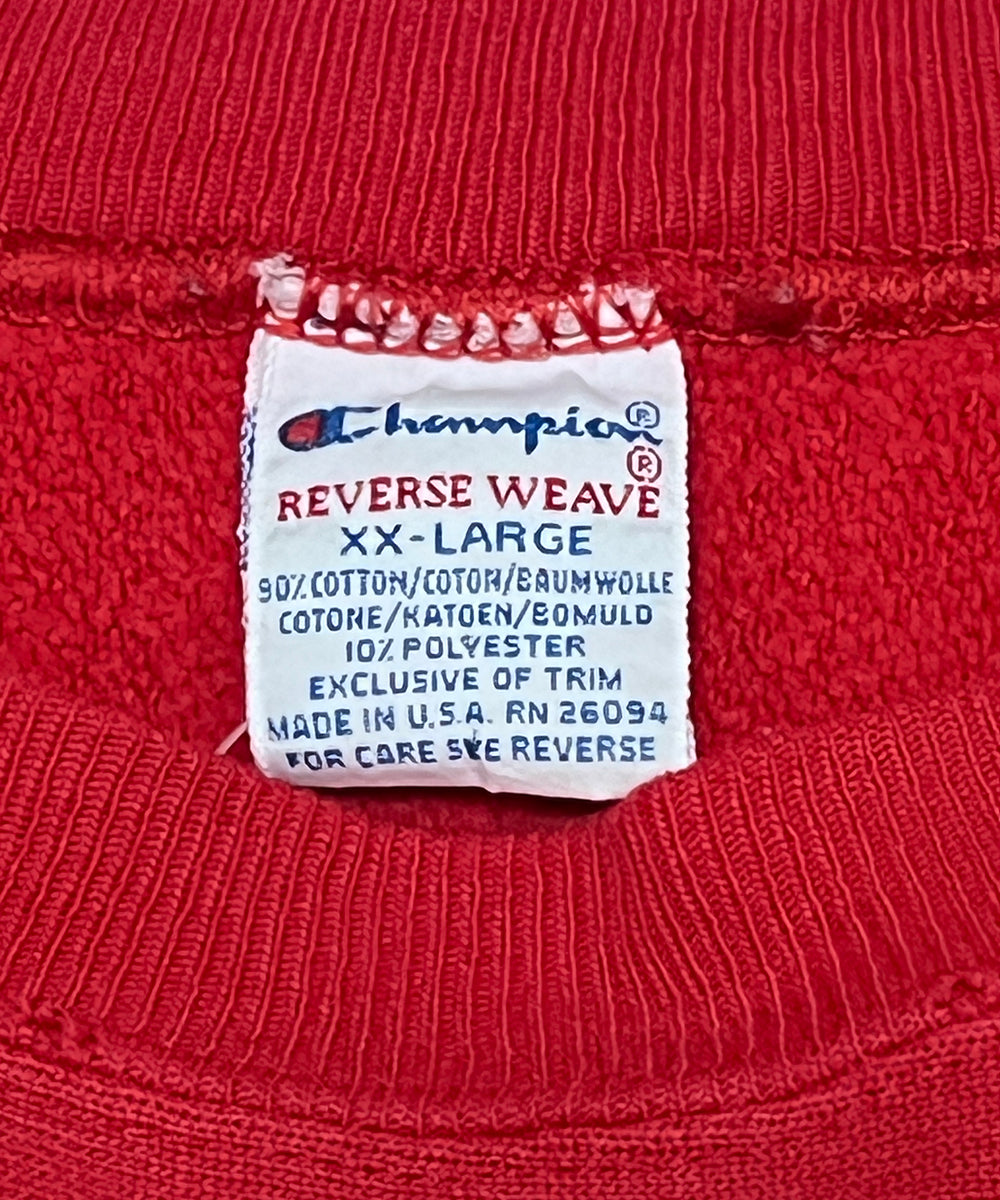 Champion®
®
REVERSE WEAVE
XX-LARGE
90% COTTON/COTON/BAUMWOLLE
COTONE/KATOEN/BOMULD
10% POLYESTER
EXCLUSIVE OF TRIM
MADE IN U.S.A. RN 26094
FOR CARE SEE REVERSE